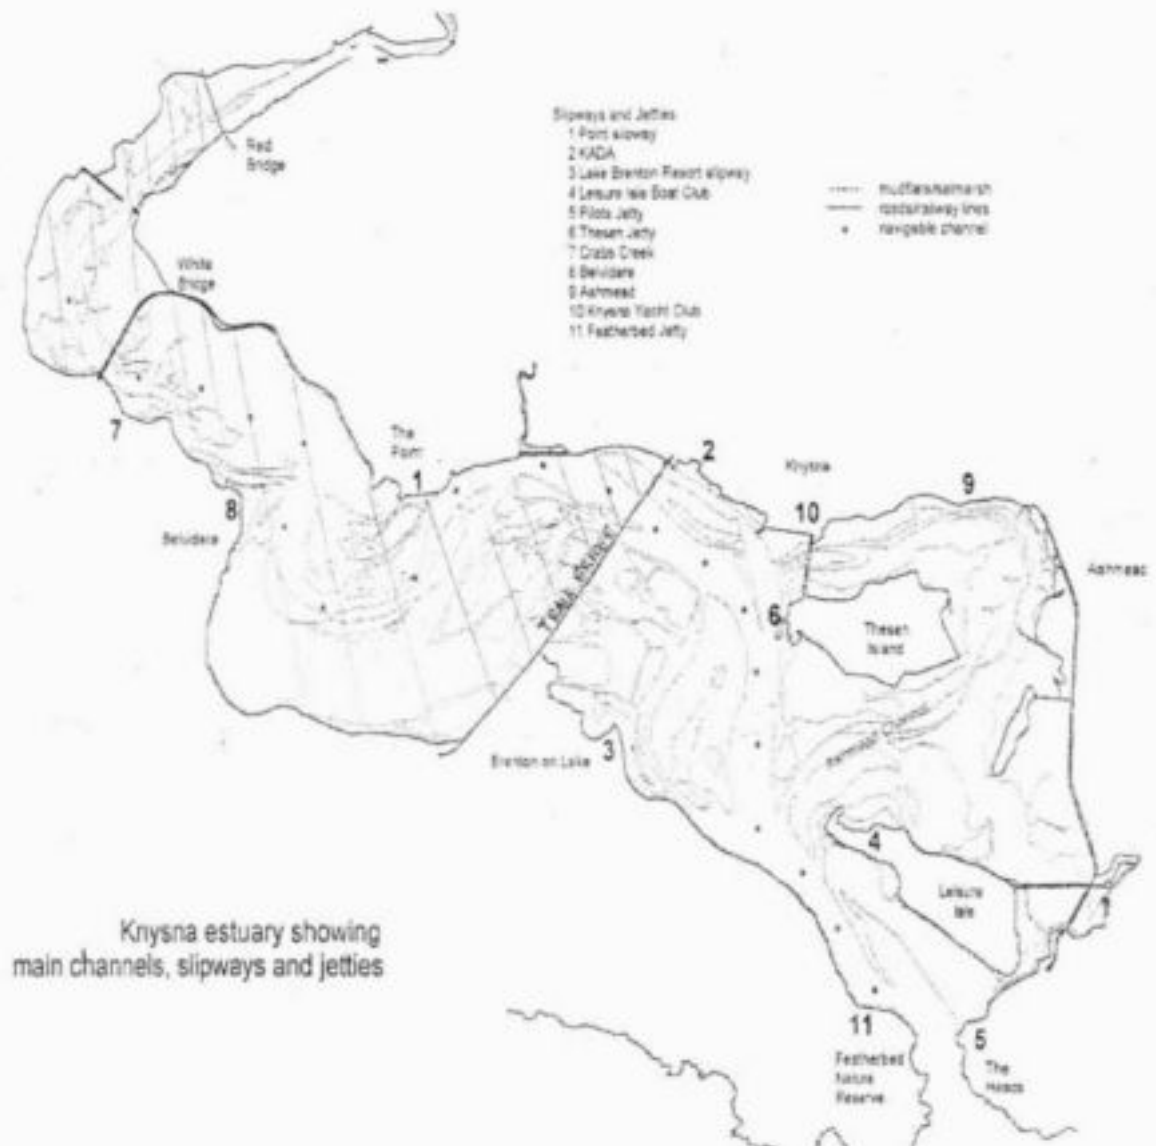 Slipways and Jetties
1 Point slipway
2 KADA
3 Lake Brenton Resort slipway
4 Leisure Isle Boat Club
5 Pilots Jetty
6 Thesen Jetty
7 Crabs Creek
8 Belvidere
9 Ashmead
10 Knysna Yacht Club
11 Featherbed Jetty
mudflats/saltmarsh
roads/railway lines
navigable channel
Red
Bridge
White
Bridge
7
The
Point
1
2
Knysna
10
9
8
Belvidere
Ashmead
6
Thesen
Island
3
Brenton on Lake
4
Leisure
Isle
Knysna estuary showing
main channels, slipways and jetties
11
5
Featherbed
Nature
Reserve
The
Heads